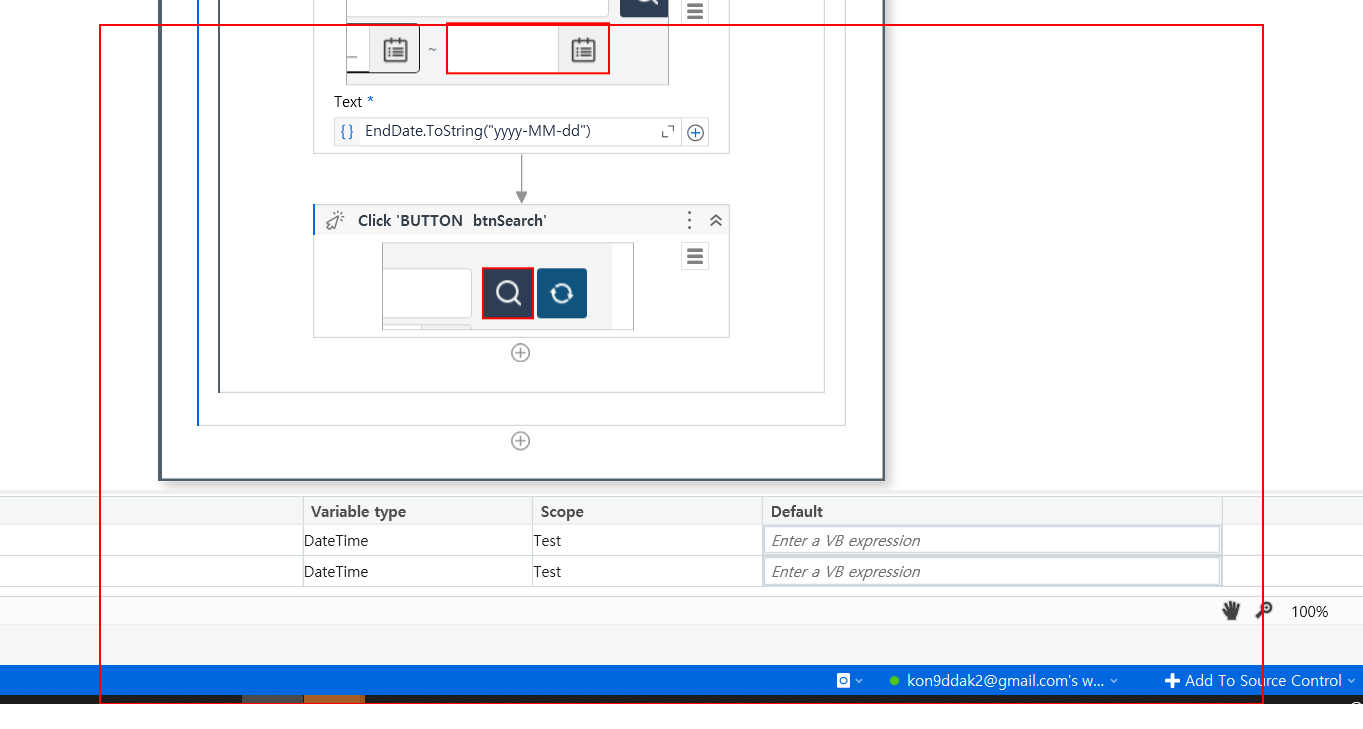 ~
Text *
{} EndDate.ToString("yyyy-MM-dd")
Click 'BUTTON btnSearch'
Variable type Scope Default
DateTime Test Enter a VB expression
DateTime Test Enter a VB expression
100%
kon9ddak2@gmail.com's w... Add To Source Control